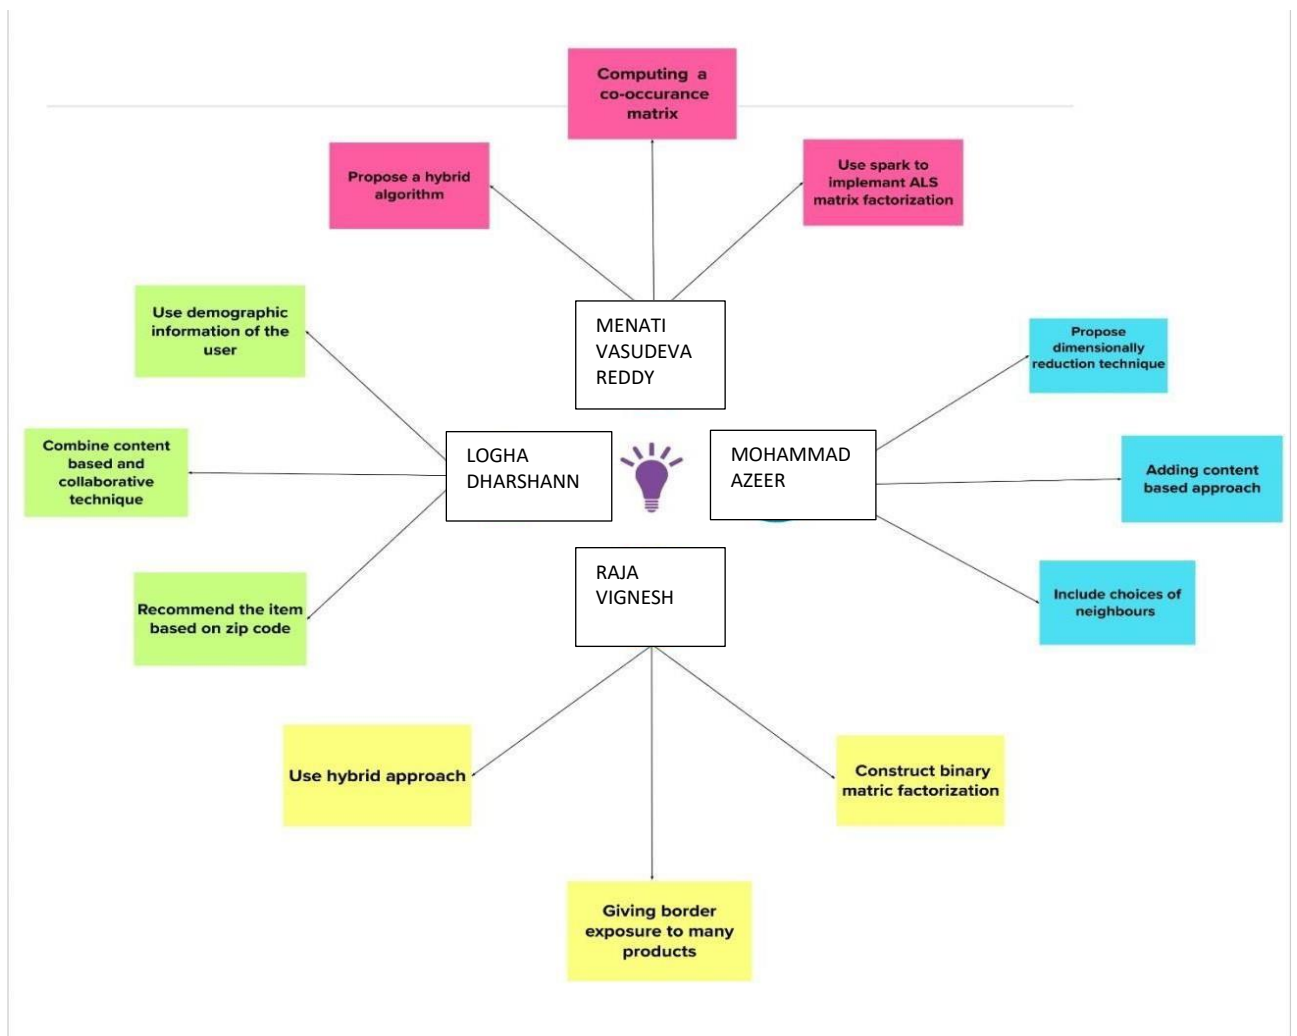 Computing a
co-occurance
matrix
Propose a hybrid
algorithm
Use spark to
implemant ALS
matrix factorization
Use demographic
information of the
user
MENATI
VASUDEVA
REDDY
Propose
dimensionally
reduction technique
Combine content
based and
collaborative
technique
LOGHA
DHARSHANN
MOHAMMAD
AZEER
Adding content
based approach
Recommend the item
based on zip code
RAJA
VIGNESH
Include choices of
neighbours
Use hybrid approach
Construct binary
matric factorization
Giving border
exposure to many
products